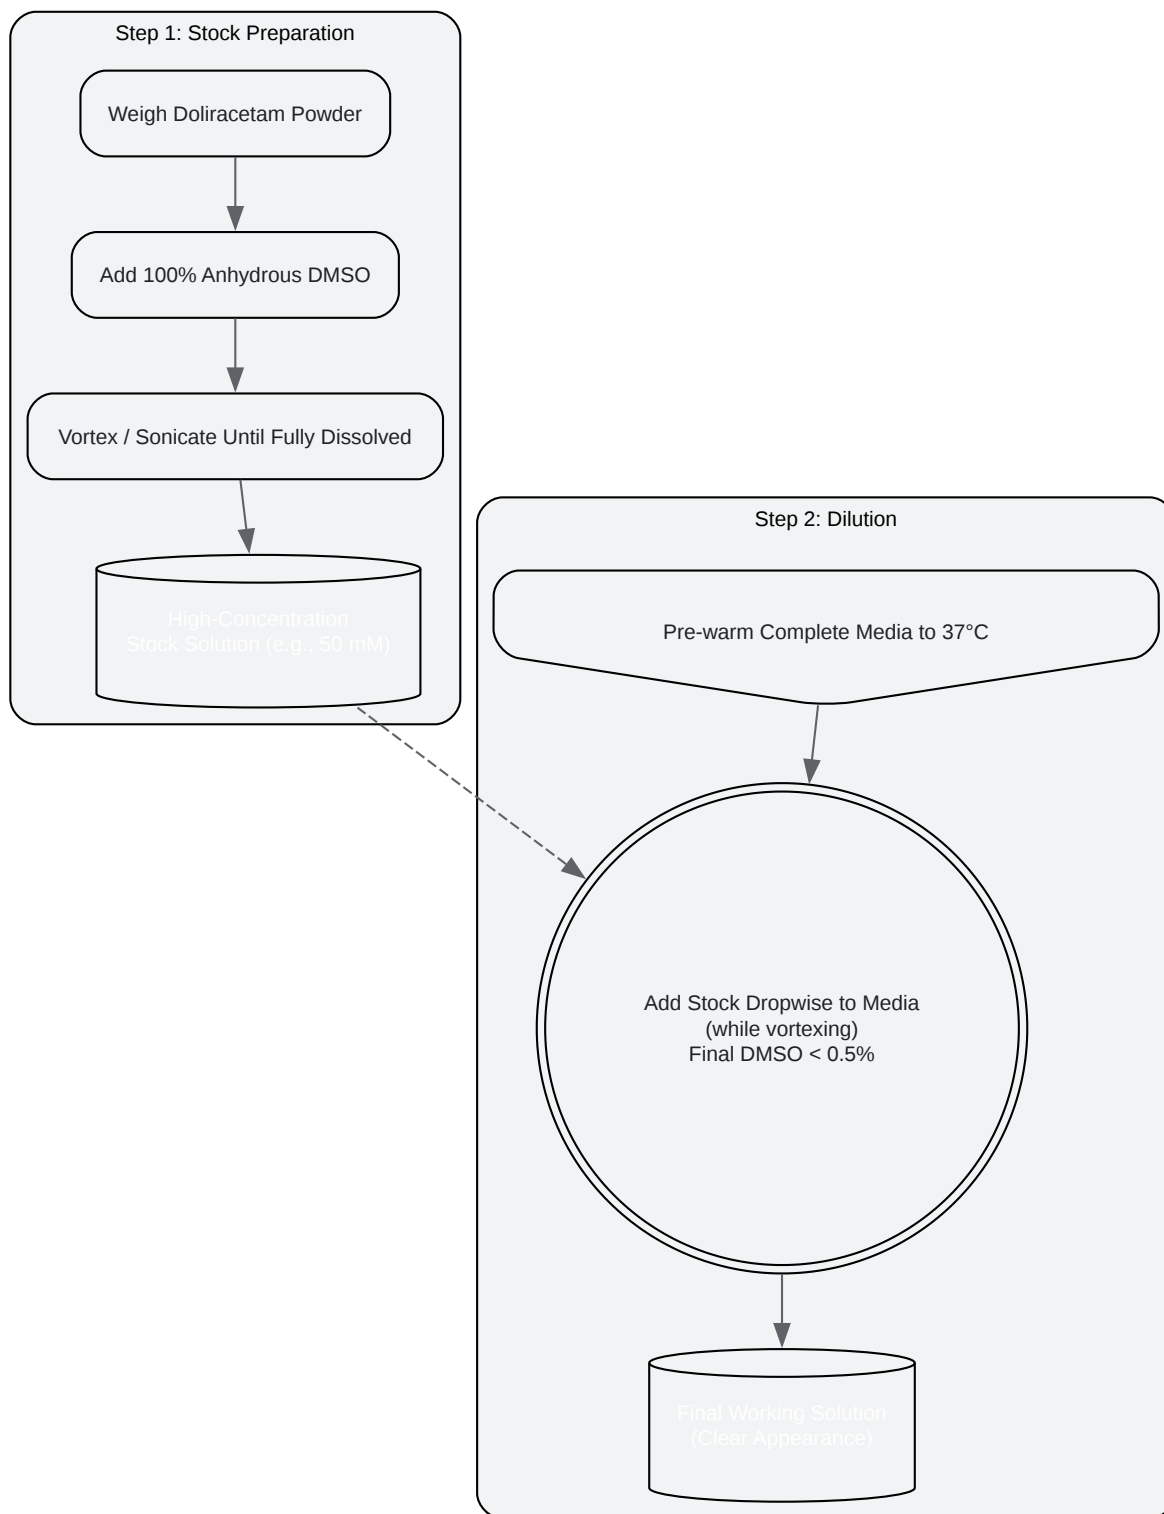 Step 1: Stock Preparation
Weigh Doliracetam Powder
Add 100% Anhydrous DMSO
Vortex / Sonicate Until Fully Dissolved
High-Concentration
Stock Solution (e.g., 50 mM)
Step 2: Dilution
Pre-warm Complete Media to 37°C
Add Stock Dropwise to Media
(while vortexing)
Final DMSO < 0.5%
Final Working Solution
(Clear Appearance)